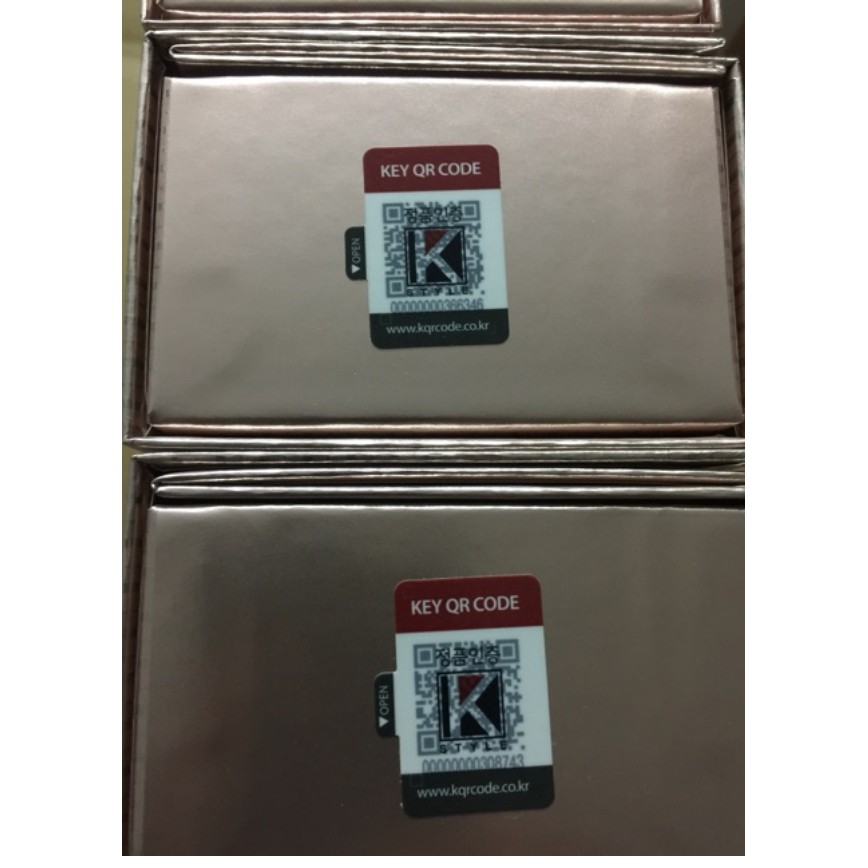 KEY QR CODE
정품인증
K
STYLE
00000000366346
▼OPEN
www.kqrcode.co.kr
KEY QR CODE
정품인증
K
STYLE
00000000308743
▼OPEN
www.kqrcode.co.kr